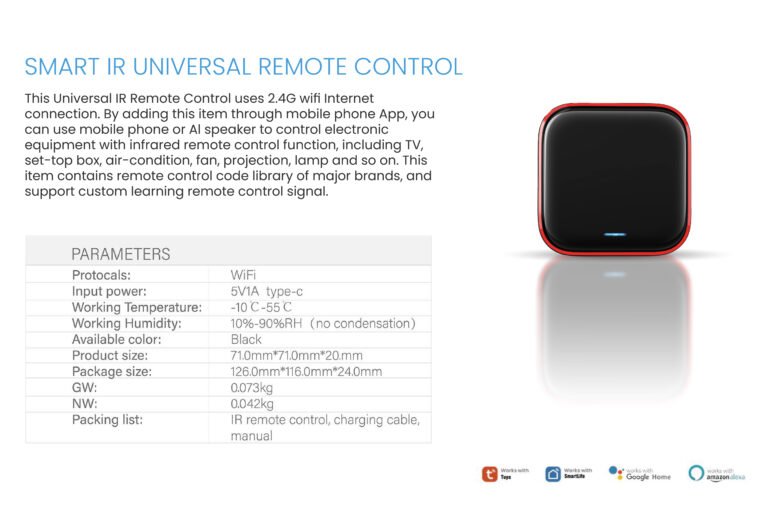 SMART IR UNIVERSAL REMOTE CONTROL
This Universal IR Remote Control uses 2.4G wifi Internet
connection. By adding this item through mobile phone App, you
can use mobile phone or AI speaker to control electronic
equipment with infrared remote control function, including TV,
set-top box, air-condition, fan, projection, lamp and so on. This
item contains remote control code library of major brands, and
support custom learning remote control signal.
PARAMETERS
Protocals: WiFi
Input power: 5V1A type-c
Working Temperature: -10℃-55℃
Working Humidity: 10%-90%RH (no condensation)
Available color: Black
Product size: 71.0mm*71.0mm*20.mm
Package size: 126.0mm*116.0mm*24.0mm
GW: 0.073kg
NW: 0.042kg
Packing list: IR remote control, charging cable,
manual
Works with
Toya
Works with
SmartLife
works with
Google Home
works with
amazon alexa